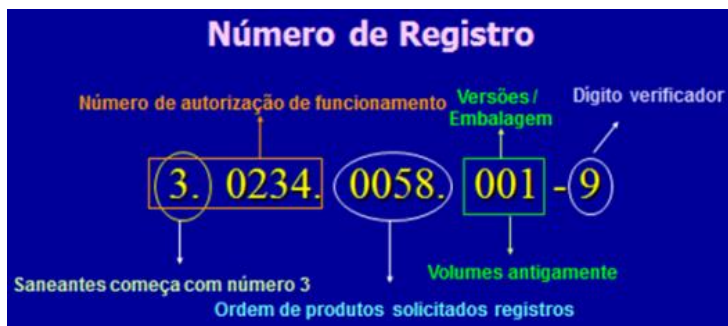 Número de Registro
Número de autorização de funcionamento
Versões /
Embalagem
Digito verificador
3. 0234. 0058. 001 - 9
Saneantes começa com número 3
Volumes antigamente
Ordem de produtos solicitados registros